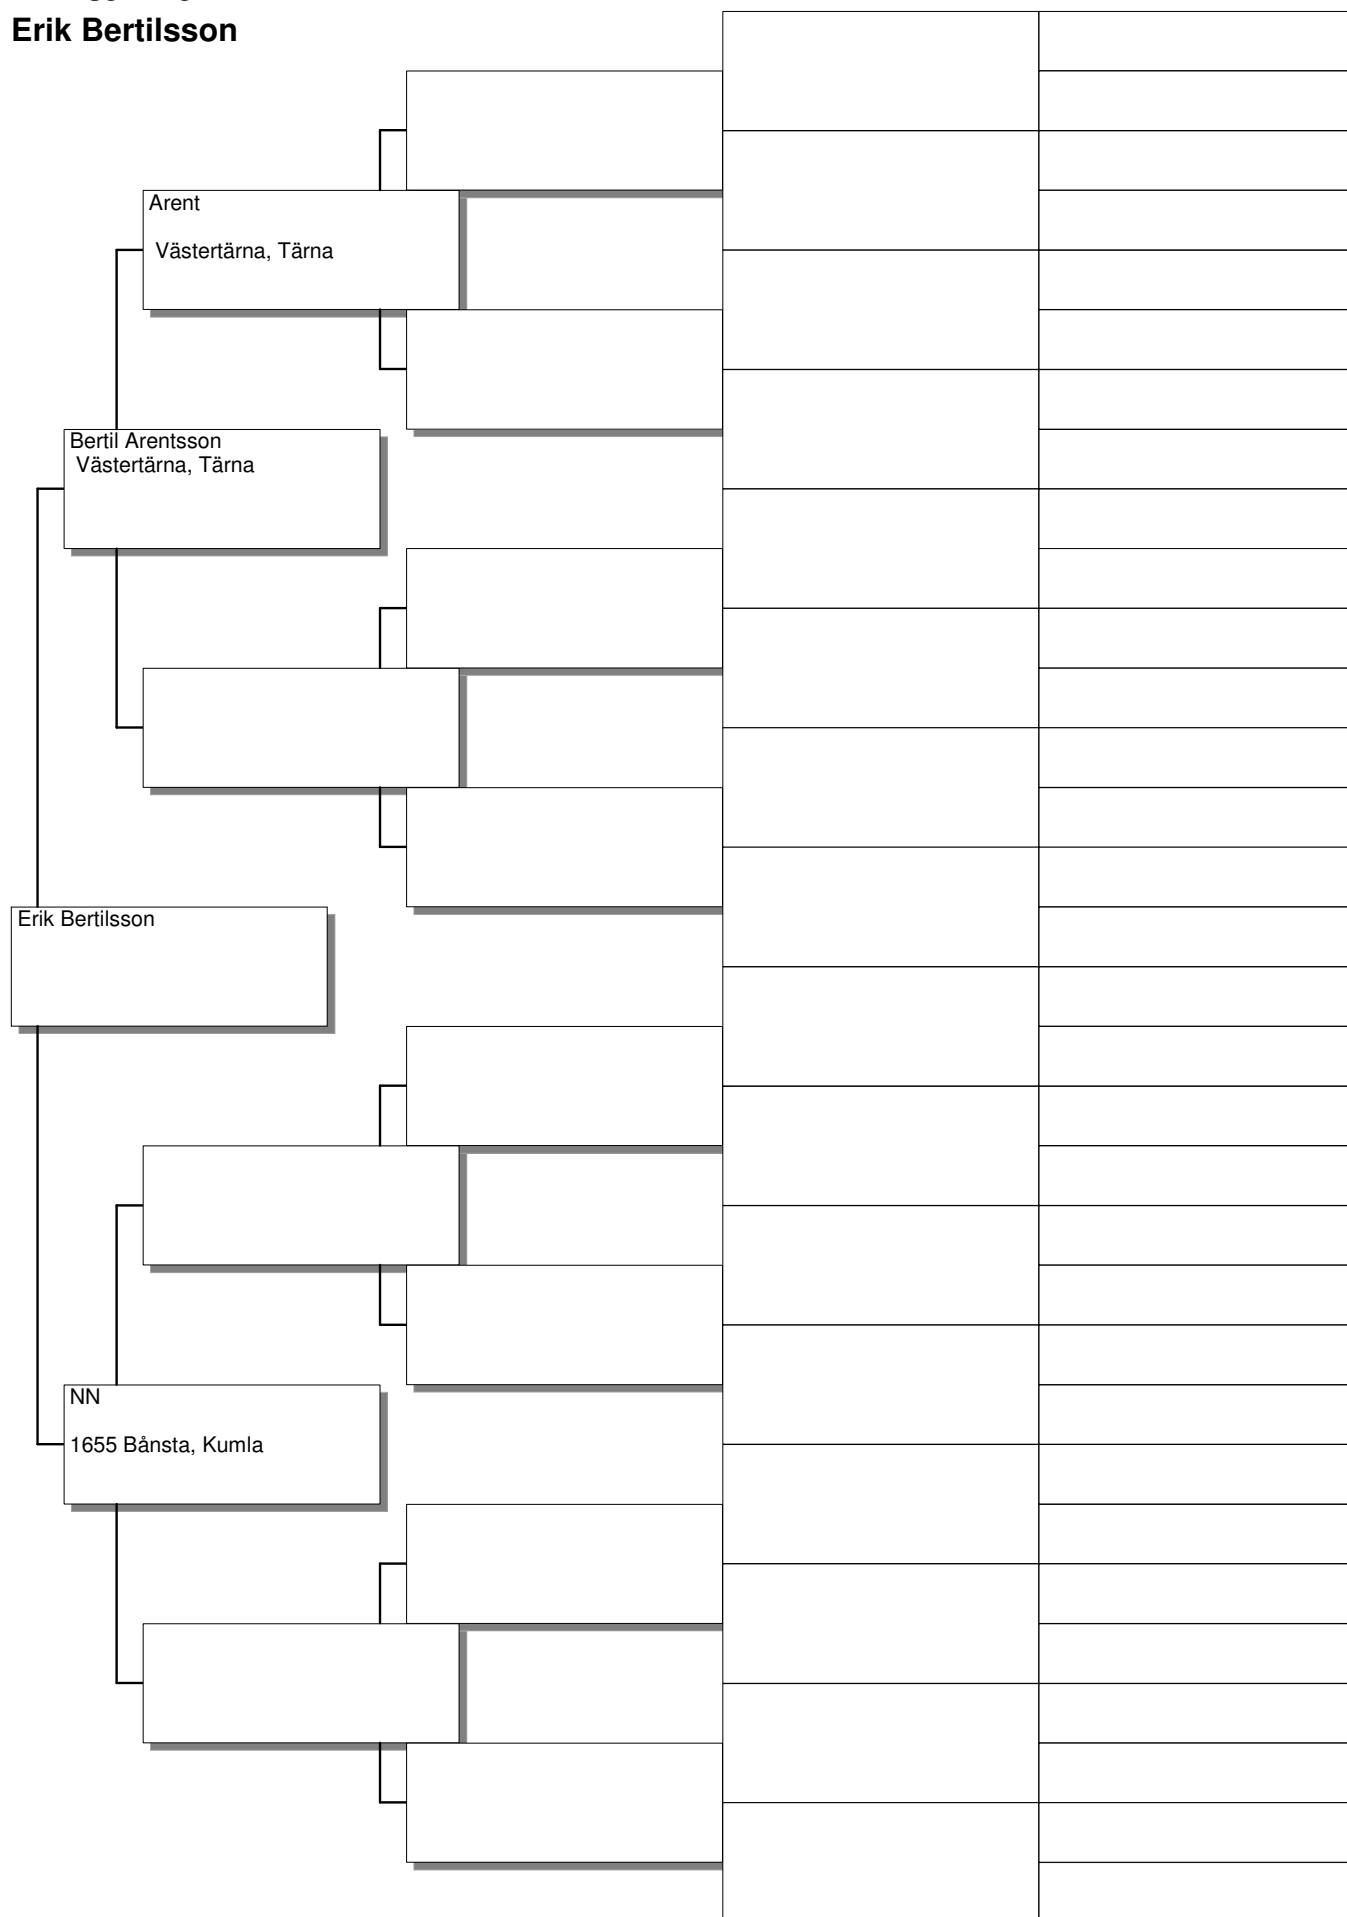 Erik Bertilsson
Arent
Västertärna, Tärna
Bertil Arentsson
Västertärna, Tärna
Erik Bertilsson
NN
1655 Bånsta, Kumla